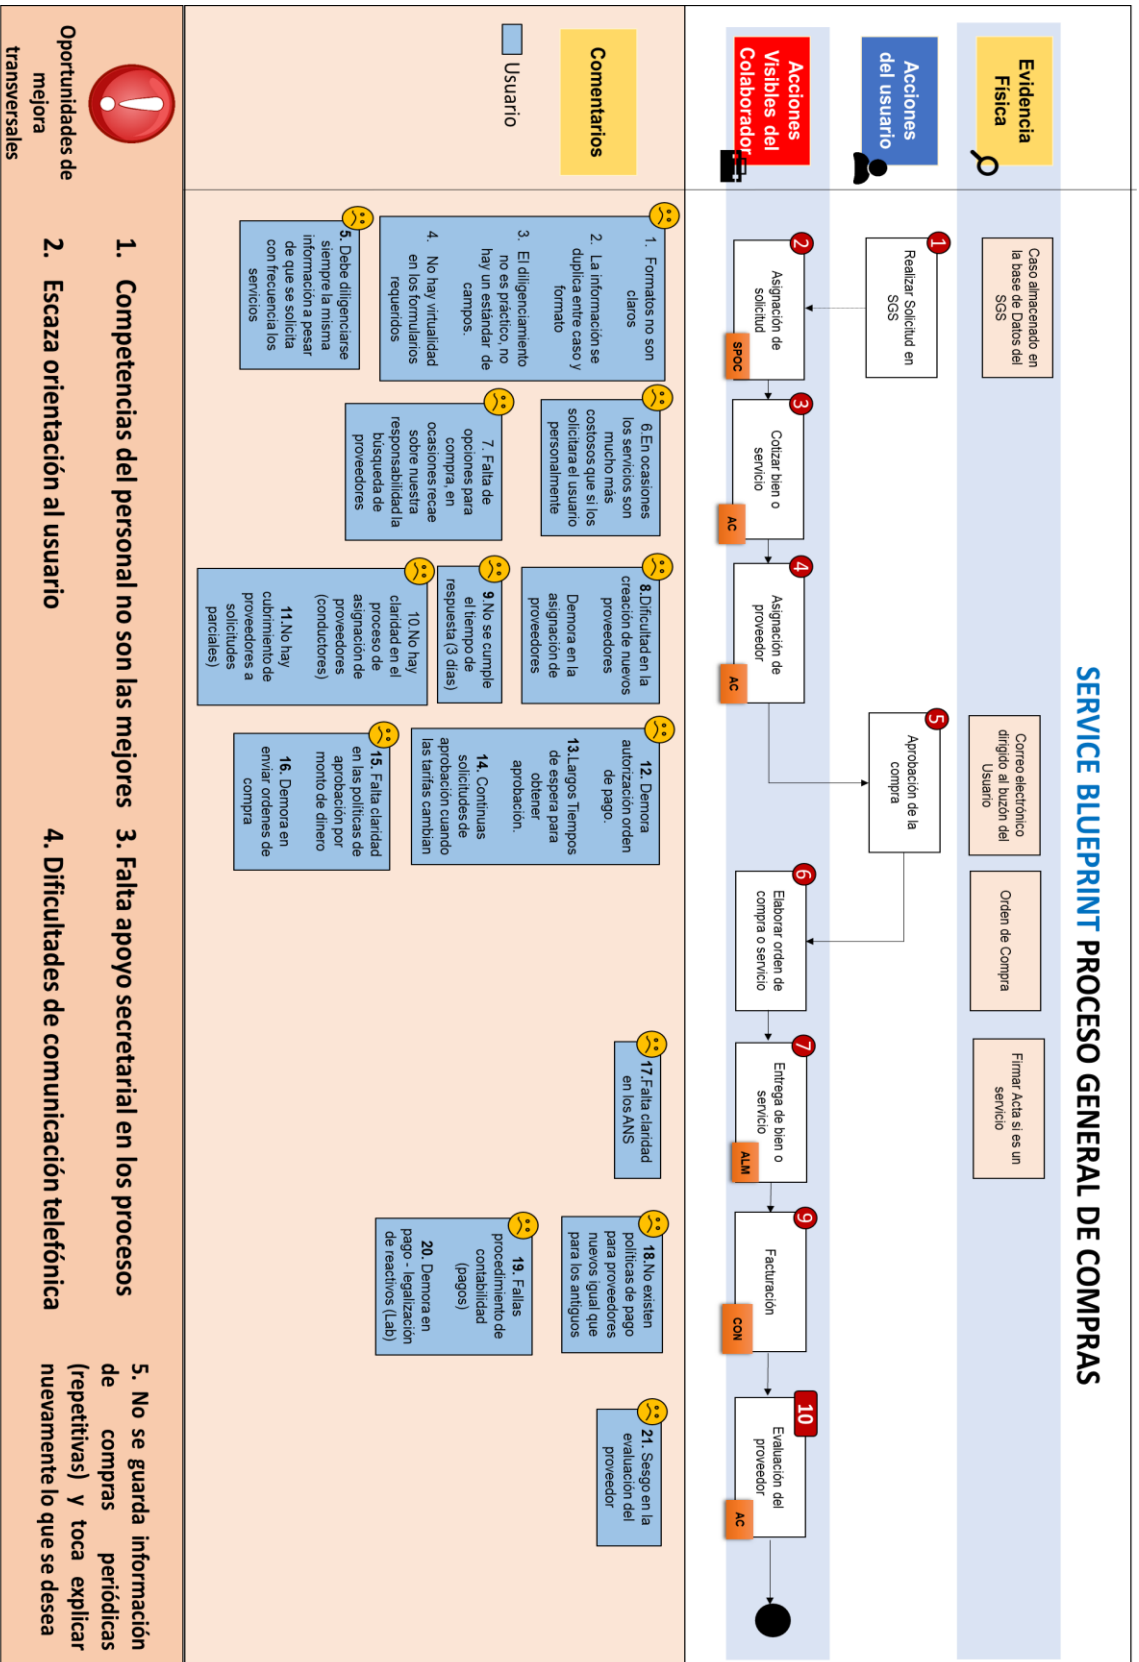 SERVICE BLUEPRINT PROCESO GENERAL DE COMPRAS
Evidencia
Física
Caso almacenado en
la base de Datos del
SGS
Correo electrónico
dirigido al buzón del
Usuario
Orden de Compra
Firmar Acta si es un
servicio
Acciones
del usuario
1
Realizar Solicitud en
SGS
5
Aprobación de la
compra
Acciones
Visibles del
Colaborador
2
Asignación de
solicitud
SPOC
3
Cotizar bien o
servicio
AC
4
Asignación de
proveedor
AC
6
Elaborar orden de
compra o servicio
7
Entrega de bien o
servicio
ALM
9
Facturación
CON
10
Evaluación del
proveedor
AC
Comentarios
Usuario
1. Formatos no son
claros
2. La información se
duplica entre caso y
formato
3. El diligenciamiento
no es práctico, no
hay un estándar de
campos.
4. No hay virtualidad
en los formularios
requeridos
5. Debe diligenciarse
siempre la misma
información a pesar
de que se solicita
con frecuencia los
servicios
6.En ocasiones
los servicios son
mucho más
costosos que si los
solicitara el usuario
personalmente
7. Falta de
opciones para
compra, en
ocasiones recae
sobre nuestra
responsabilidad la
búsqueda de
proveedores
8.Dificultad en la
creación de nuevos
proveedores
Demora en la
asignación de
proveedores
9.No se cumple
el tiempo de
respuesta (3 días)
10.No hay
claridad en el
proceso de
asignación de
proveedores
(conductores)
11.No hay
cubrimiento de
proveedores a
solicitudes
parciales)
12. Demora
autorización orden
de pago.
13.Largos Tiempos
de espera para
obtener
aprobación.
14. Continuas
solicitudes de
aprobación cuando
las tarifas cambian
15. Falta claridad
en las políticas de
aprobación por
monto de dinero
16. Demora en
enviar ordenes de
compra
17.Falta claridad
en los ANS
18.No existen
políticas de pago
para proveedores
nuevos igual que
para los antiguos
19. Fallas
procedimiento de
contabilidad
(pagos)
20. Demora en
pago - legalización
de reactivos (Lab)
21. Sesgo en la
evaluación del
proveedor
Oportunidades de
mejora
transversales
1. Competencias del personal no son las mejores
2. Escaza orientación al usuario
3. Falta apoyo secretarial en los procesos
4. Dificultades de comunicación telefónica
5. No se guarda información
de compras periódicas
(repetitivas) y toca explicar
nuevamente lo que se desea